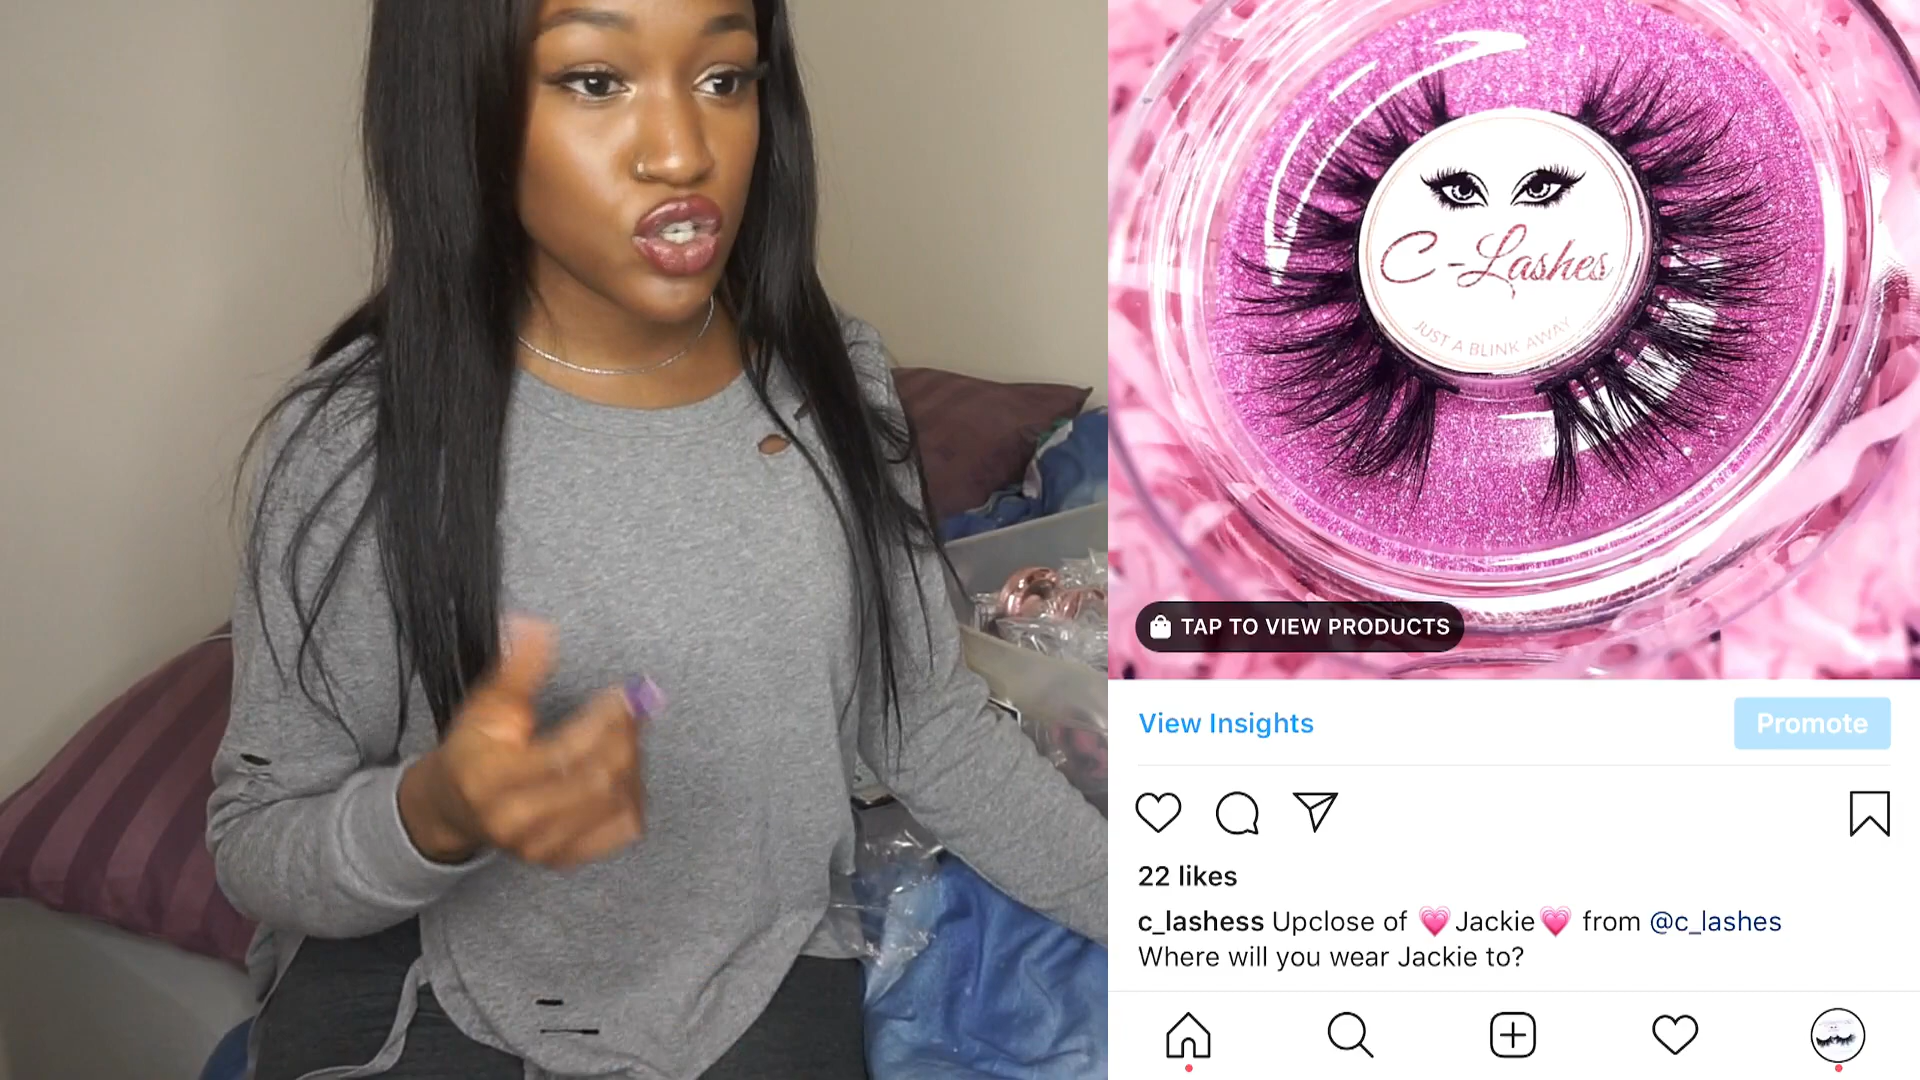 C-Lashes
JUST A BLINK AWAY
TAP TO VIEW PRODUCTS
View Insights
Promote
22 likes
c_lashess Upclose of 💗Jackie💗 from @c_lashes
Where will you wear Jackie to?